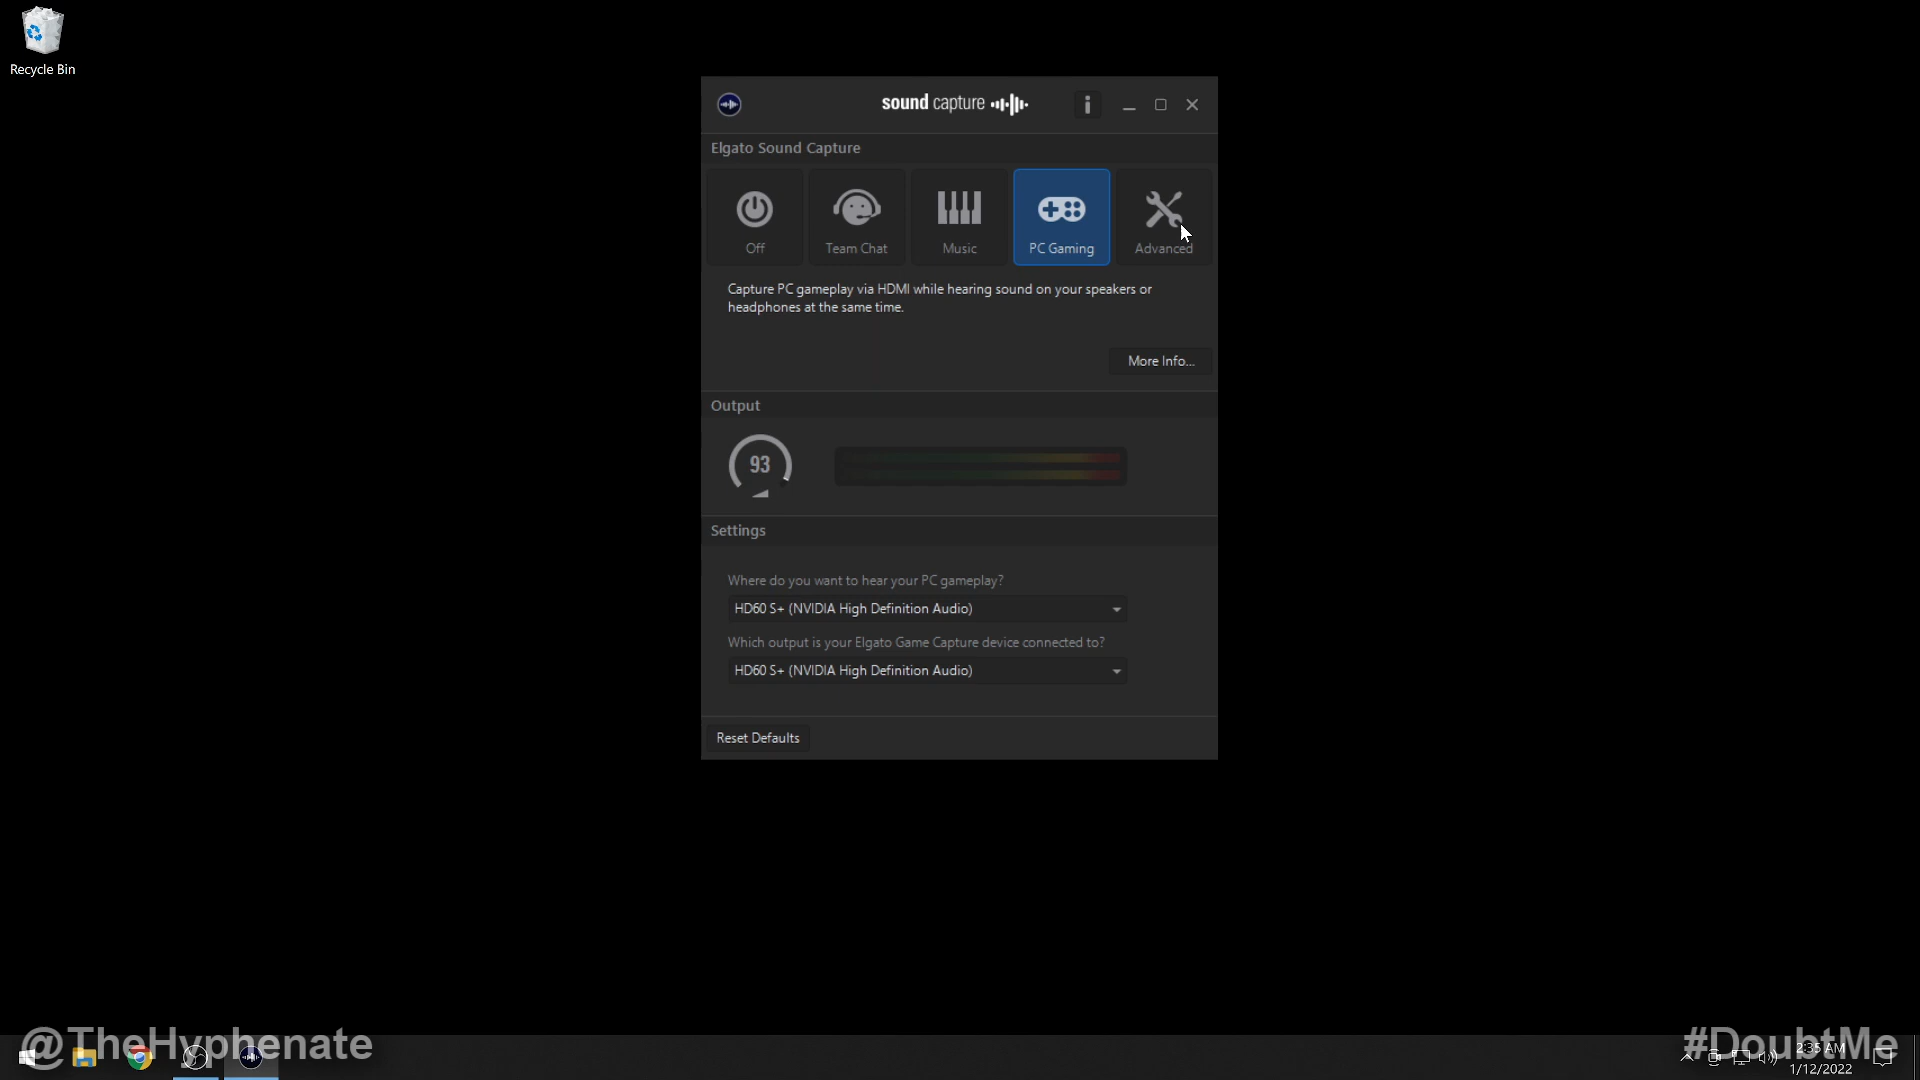 Recycle Bin
sound capture
Elgato Sound Capture
Off
Team Chat
Music
PC Gaming
Advanced
Capture PC gameplay via HDMI while hearing sound on your speakers or
headphones at the same time.
More Info...
Output
93
Settings
Where do you want to hear your PC gameplay?
HD60 S+ (NVIDIA High Definition Audio)
Which output is your Elgato Game Capture device connected to?
HD60 S+ (NVIDIA High Definition Audio)
Reset Defaults
@TheHyphenate
#DoubtMe
2:35 AM
1/12/2022